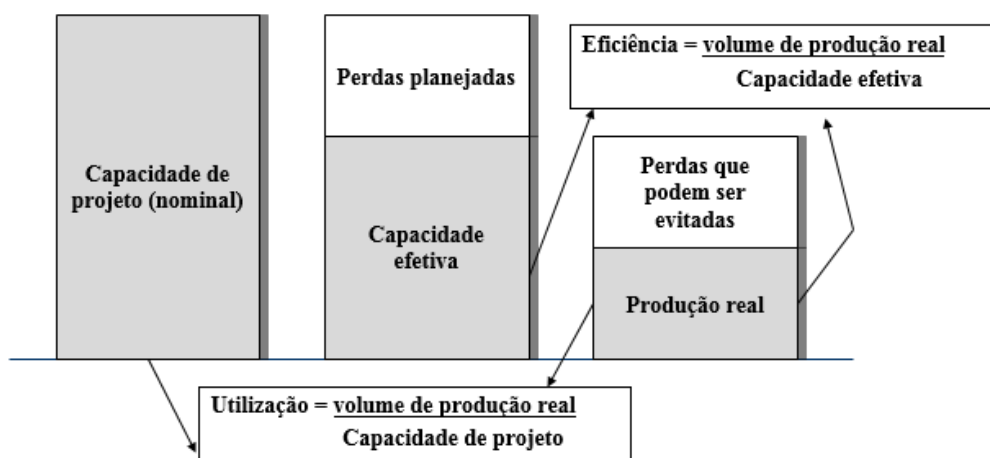 Capacidade de
projeto (nominal)
Perdas planejadas
Capacidade
efetiva
Eficiência = volume de produção real
Capacidade efetiva
Perdas que
podem ser
evitadas
Produção real
Utilização = volume de produção real
Capacidade de projeto